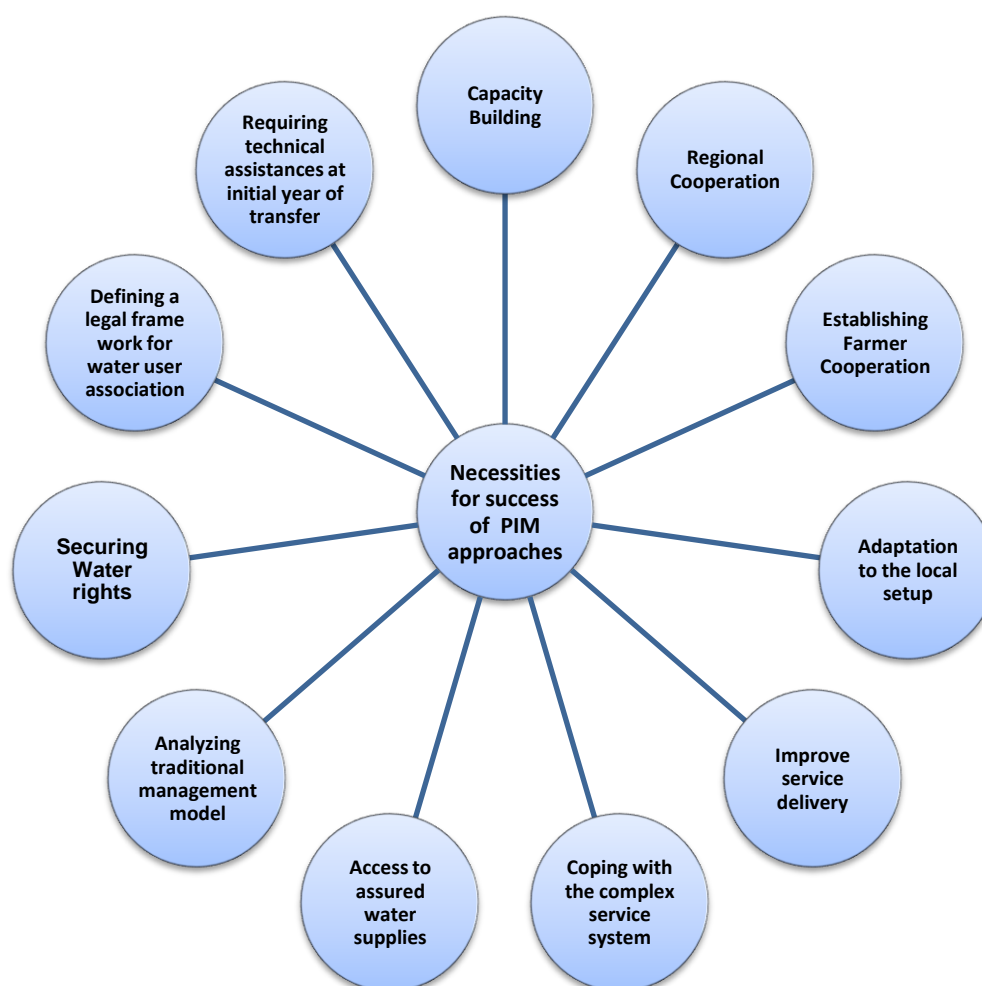 Capacity
Building
Regional
Cooperation
Establishing
Farmer
Cooperation
Adaptation
to the local
setup
Improve
service
delivery
Coping with
the complex
service
system
Access to
assured
water
supplies
Analyzing
traditional
management
model
Securing
Water
rights
Defining a
legal frame
work for
water user
association
Requiring
technical
assistances at
initial year of
transfer
Necessities
for success
of PIM
approaches